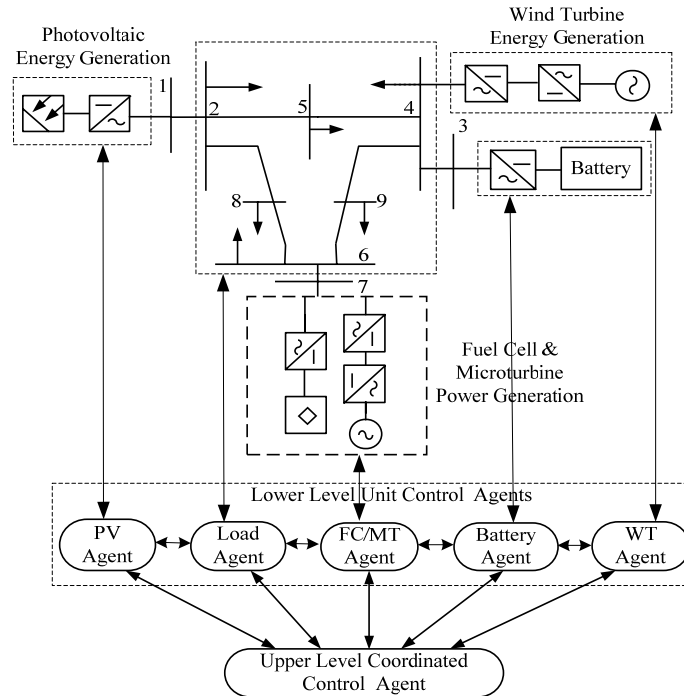 Wind Turbine
Energy Generation
Photovoltaic
Energy Generation
1
2
5
4
3
Battery
8
9
6
7
Fuel Cell &
Microturbine
Power Generation
Lower Level Unit Control Agents
PV
Agent
Load
Agent
FC/MT
Agent
Battery
Agent
WT
Agent
Upper Level Coordinated
Control Agent